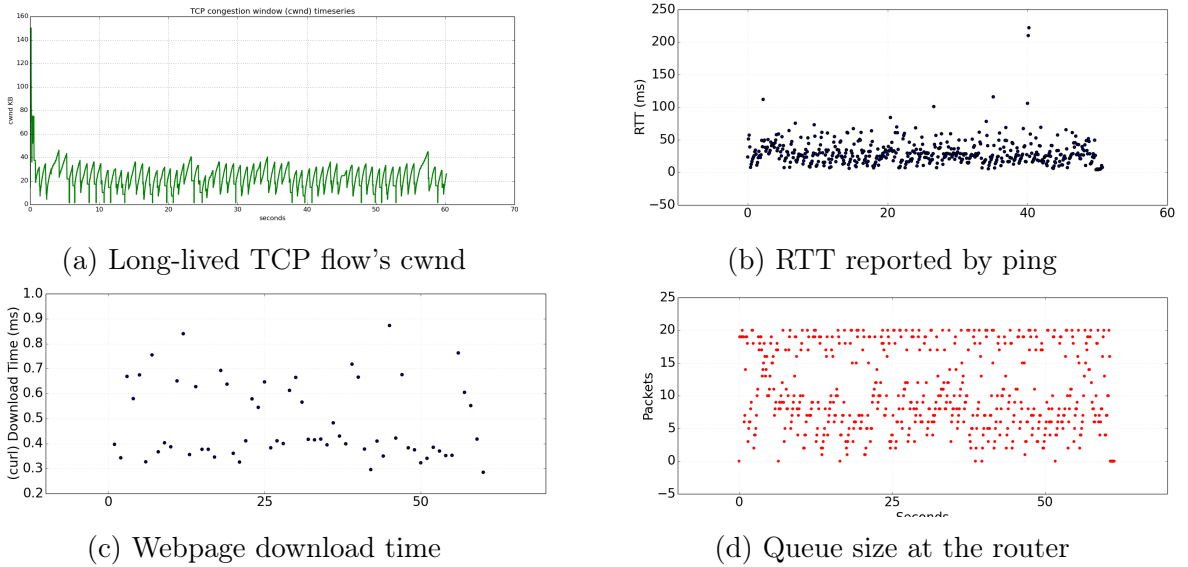 TCP congestion window (cwnd) timeseries
160
140
120
100
80
60
40
20
0
cwnd KB
0 10 20 30 40 50 60 70
seconds
(a) Long-lived TCP flow's cwnd
250
200
150
100
50
0
−50
RTT (ms)
0 20 40 60
(b) RTT reported by ping
1.0
0.9
0.8
0.7
0.6
0.5
0.4
0.3
0.2
(curl) Download Time (ms)
0 25 50
(c) Webpage download time
25
20
15
10
5
0
−5
Packets
0 25 50
Seconds
(d) Queue size at the router